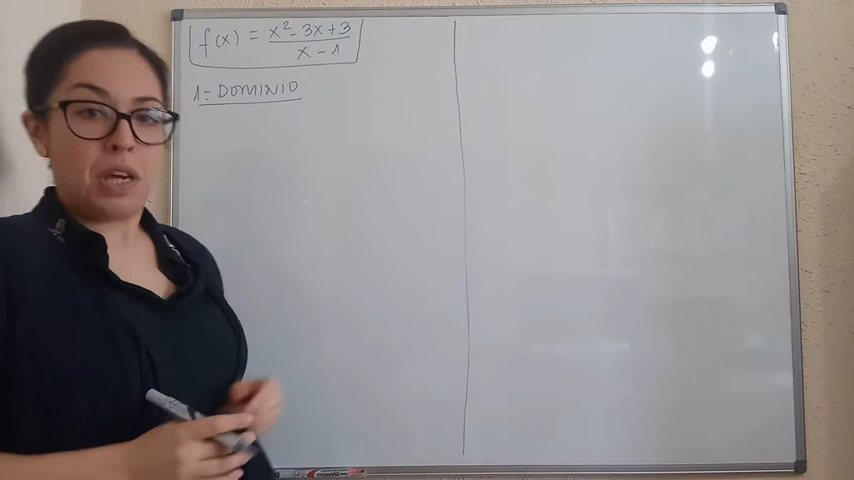 f(x) = x² - 3x + 3 / x - 1
1 = DOMINIO